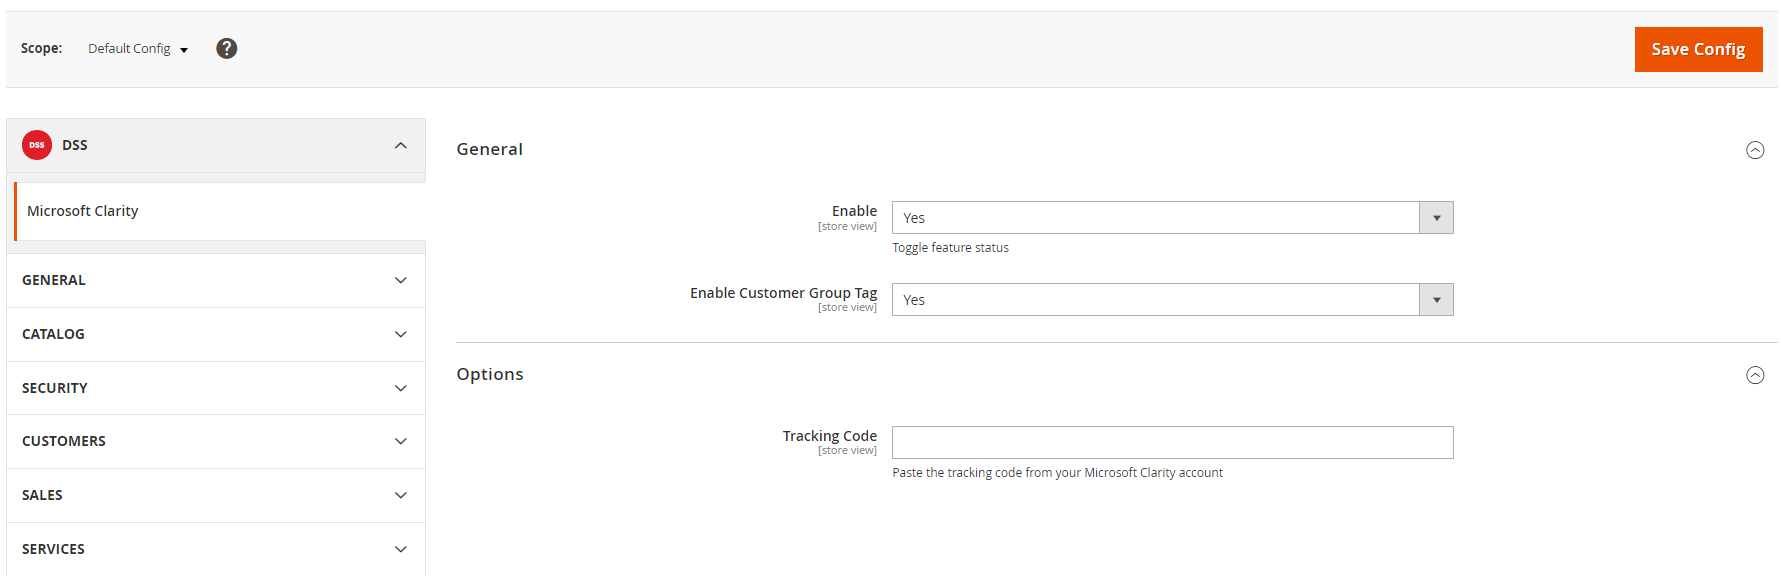 Scope: Default Config ?
Save Config
DSS DSS
Microsoft Clarity
GENERAL
CATALOG
SECURITY
CUSTOMERS
SALES
SERVICES
General
Enable
[store view]
Yes
Toggle feature status
Enable Customer Group Tag
[store view]
Yes
Options
Tracking Code
[store view]
Paste the tracking code from your Microsoft Clarity account